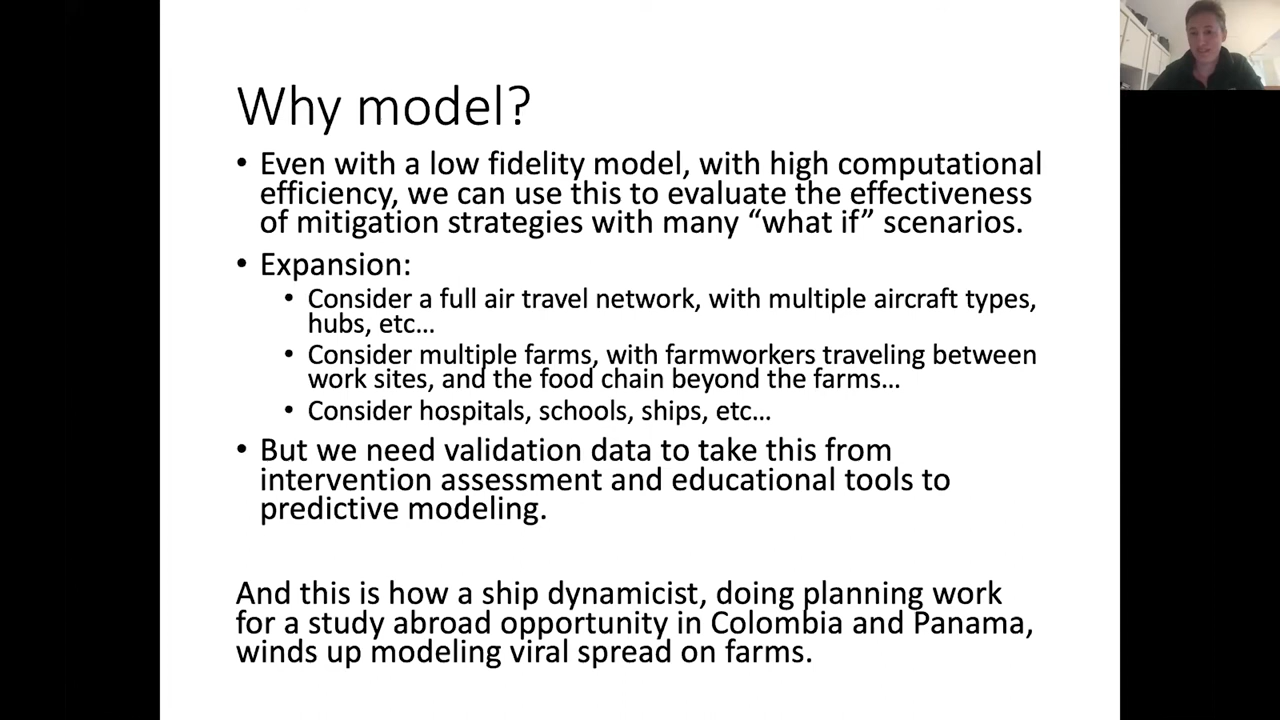 Why model?
• Even with a low fidelity model, with high computational
efficiency, we can use this to evaluate the effectiveness
of mitigation strategies with many “what if” scenarios.
• Expansion:
• Consider a full air travel network, with multiple aircraft types,
hubs, etc…
• Consider multiple farms, with farmworkers traveling between
work sites, and the food chain beyond the farms…
• Consider hospitals, schools, ships, etc…
• But we need validation data to take this from
intervention assessment and educational tools to
predictive modeling.
And this is how a ship dynamicist, doing planning work
for a study abroad opportunity in Colombia and Panama,
winds up modeling viral spread on farms.